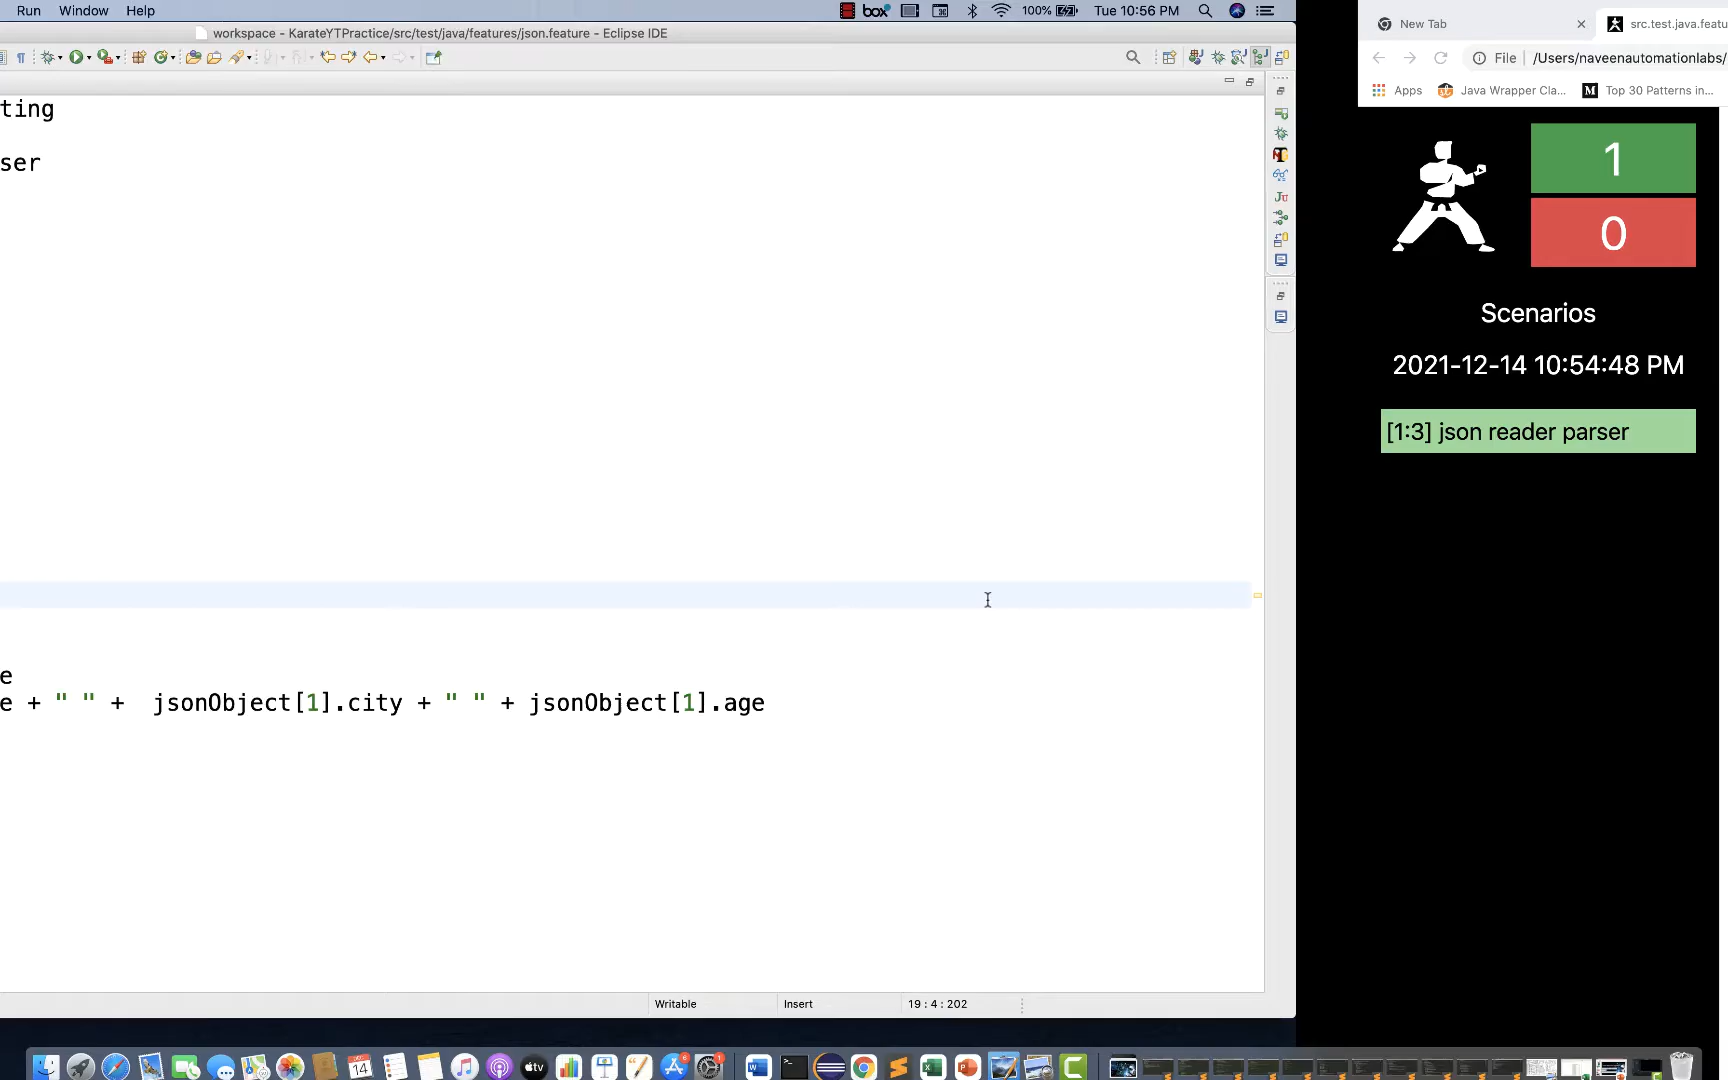 Run Window Help
box 100% Tue 10:56 PM
workspace - KarateYTPractice/src/test/java/features/json.feature - Eclipse IDE
ting
ser
e
e + " " + jsonObject[1].city + " " + jsonObject[1].age
Writable Insert 19 : 4 : 202
New Tab src.test.java.featu
File /Users/naveenautomationlabs/
Apps Java Wrapper Cla... M Top 30 Patterns in...
1
0
Scenarios
2021-12-14 10:54:48 PM
[1:3] json reader parser
14
tv